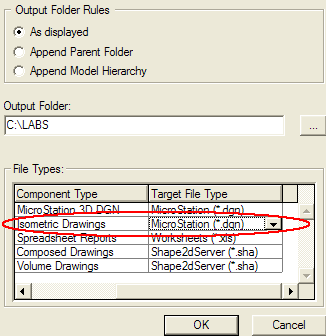 Output Folder Rules
As displayed
Append Parent Folder
Append Model Hierarchy
Output Folder:
C:\LABS
...
File Types:
Component Type Target File Type
MicroStation 3D DGN MicroStation (*.dgn)
Isometric Drawings MicroStation (*.dgn)
Spreadsheet Reports Worksheets (*.xls)
Composed Drawings Shape2dServer (*.sha)
Volume Drawings Shape2dServer (*.sha)
OK Cancel